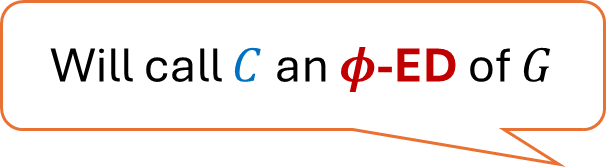 Will call 𝐶 an 𝝓-ED of 𝐺